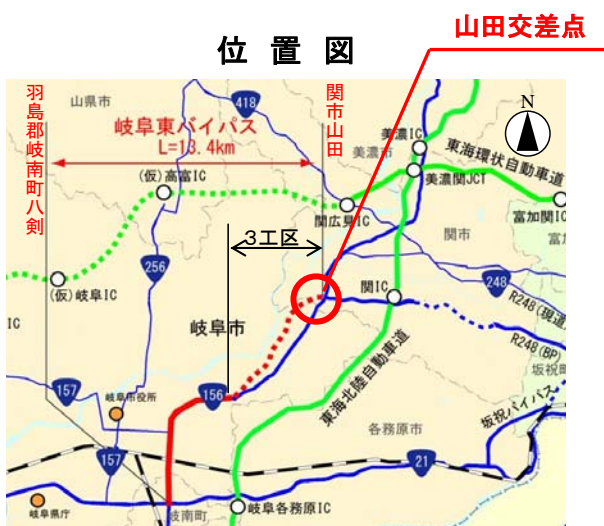 山田交差点
位置図
羽島郡岐南町八剣
山県市
岐阜東バイパス
L=13.4km
418
関市山田
N
美濃IC
美濃市
東海環状自動車道
美濃関JCT
(仮)高富IC
関広見IC
富加関IC
富加
3工区
関市
256
(仮)岐阜IC
関IC
248
R248(現道)
IC
岐阜市
R248(BP)
坂祝町
157
岐阜市役所
156
東海北陸自動車道
坂祝バイパス
各務原市
157
21
岐阜県庁
岐南町
岐阜各務原IC